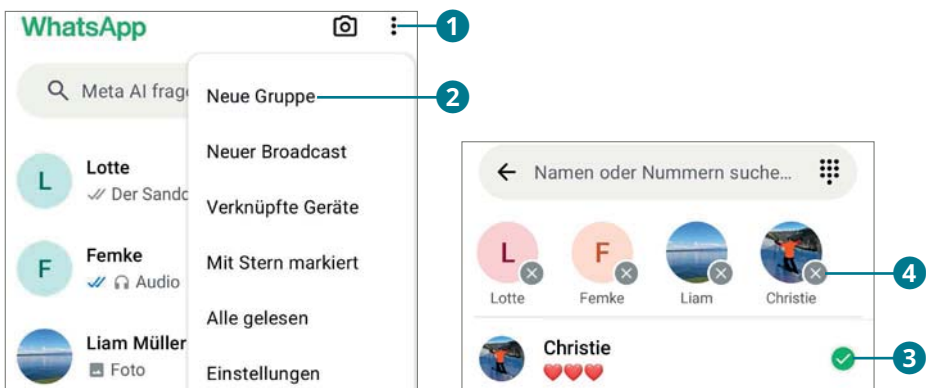 WhatsApp
1
Meta AI frag
Neue Gruppe
2
Neuer Broadcast
Lotte
Der Sandc
Verknüpfte Geräte
Femke
Audio
Mit Stern markiert
Alle gelesen
Liam Müller
Foto
Einstellungen
Namen oder Nummern suche...
L
F
L
F
Lotte
Femke
Liam
Christie
4
Christie
3